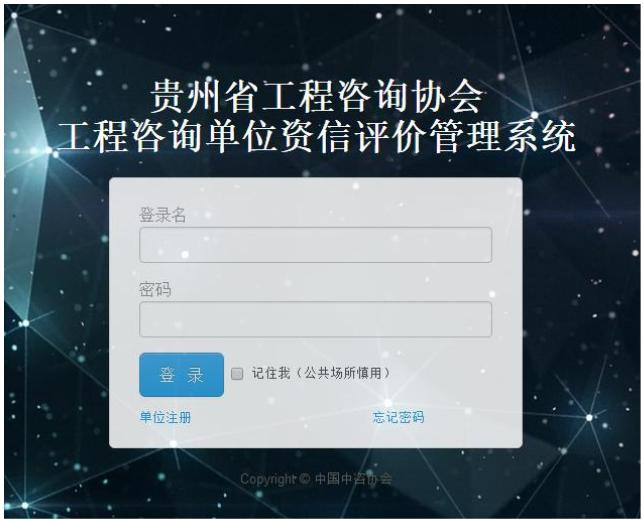 贵州省工程咨询协会
工程咨询单位资信评价管理系统
登录名
密码
登 录 记住我（公共场所慎用）
单位注册 忘记密码
Copyright © 中国中咨协会